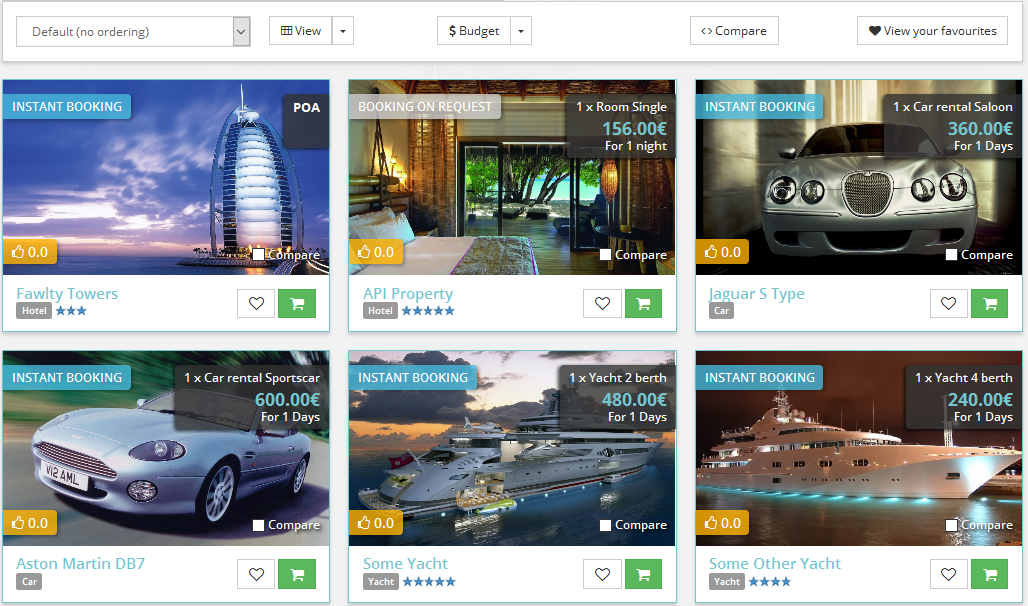 Default (no ordering)
View
$ Budget
<> Compare
View your favourites
INSTANT BOOKING
POA
0.0
Compare
Fawlty Towers
Hotel
BOOKING ON REQUEST
1 x Room Single
156.00€
For 1 night
0.0
Compare
API Property
Hotel
INSTANT BOOKING
1 x Car rental Saloon
360.00€
For 1 Days
0.0
Compare
Jaguar S Type
Car
INSTANT BOOKING
1 x Car rental Sportscar
600.00€
For 1 Days
V12 AML
0.0
Compare
Aston Martin DB7
Car
INSTANT BOOKING
1 x Yacht 2 berth
480.00€
For 1 Days
0.0
Compare
Some Yacht
Yacht
INSTANT BOOKING
1 x Yacht 4 berth
240.00€
For 1 Days
0.0
Compare
Some Other Yacht
Yacht